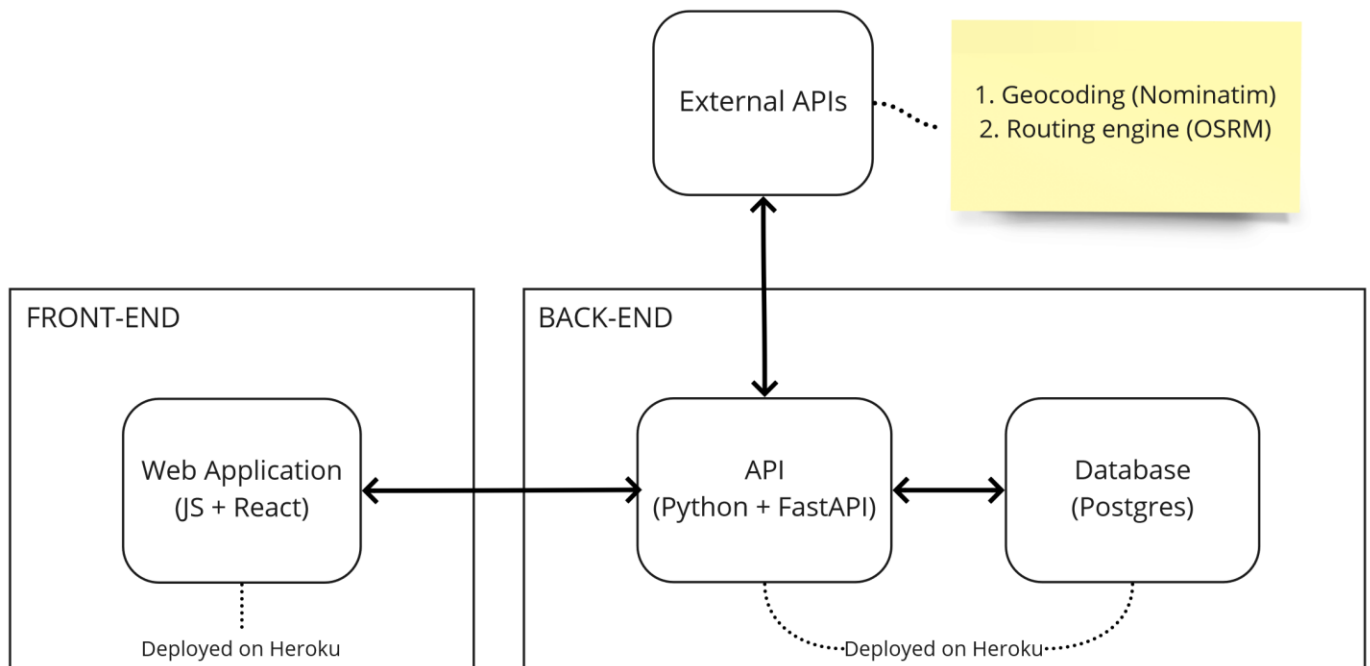 External APIs
1. Geocoding (Nominatim)
2. Routing engine (OSRM)
FRONT-END
BACK-END
Web Application
(JS + React)
API
(Python + FastAPI)
Database
(Postgres)
Deployed on Heroku
Deployed on Heroku